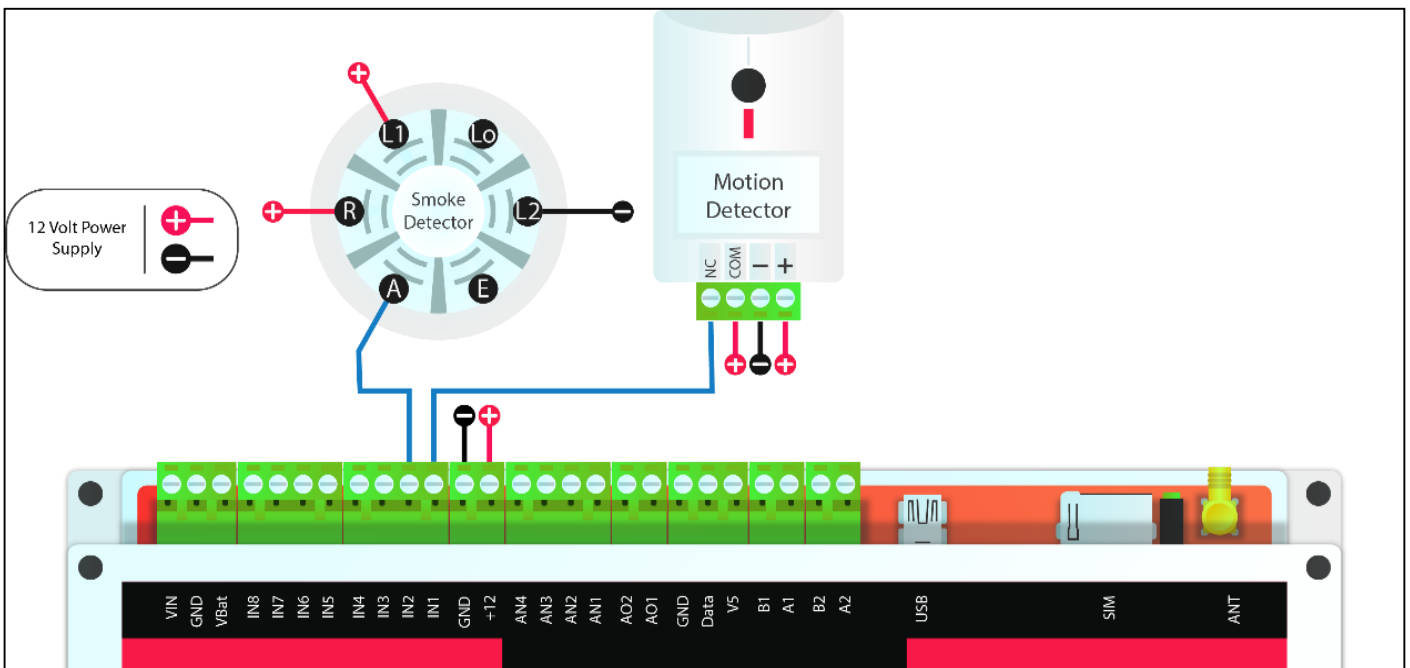 12 Volt Power
Supply
+
−
+
L1
Lo
+
R
Smoke
Detector
L2
−
A
E
Motion
Detector
NC
COM
−
+
+
−
+
−
+
VIN
GND
VBat
IN8
IN7
IN6
IN5
IN4
IN3
IN2
IN1
GND
+12
AN4
AN3
AN2
AN1
AO2
AO1
GND
Data
V5
B1
A1
B2
A2
USB
SIM
ANT